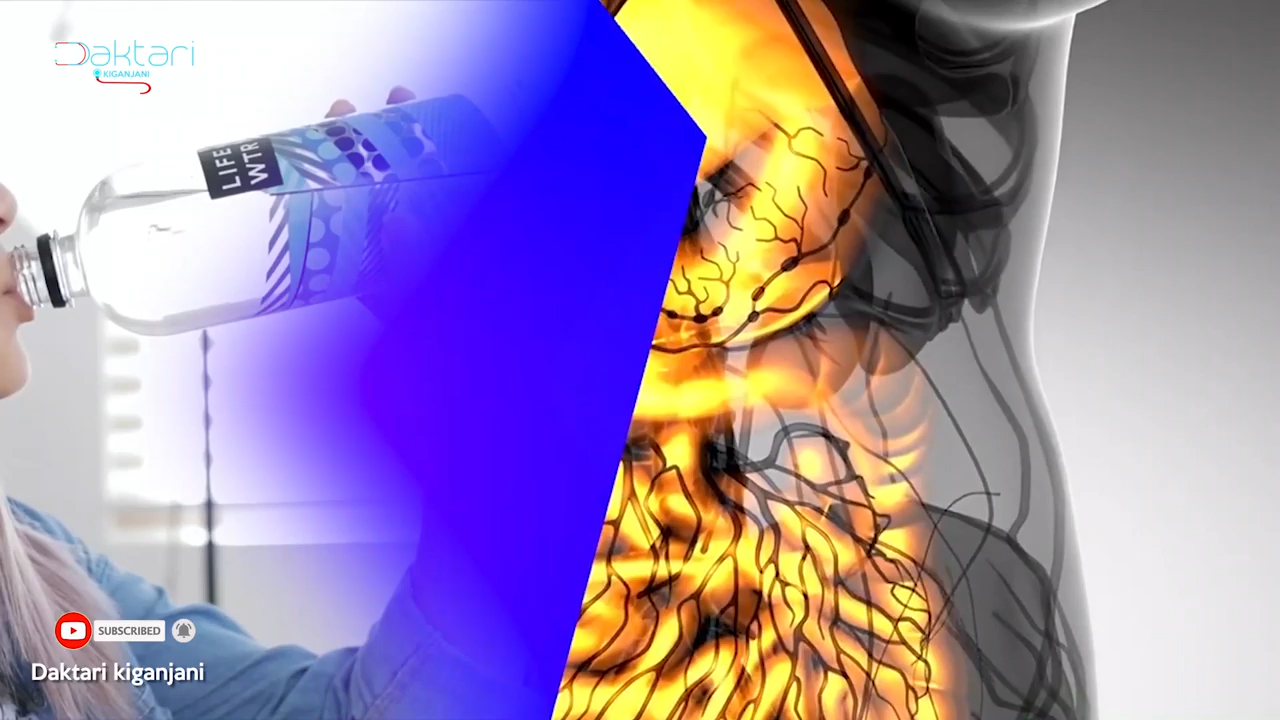 Daktari
KIGANJANI
LIFE
WTR
SUBSCRIBED
Daktari kiganjani